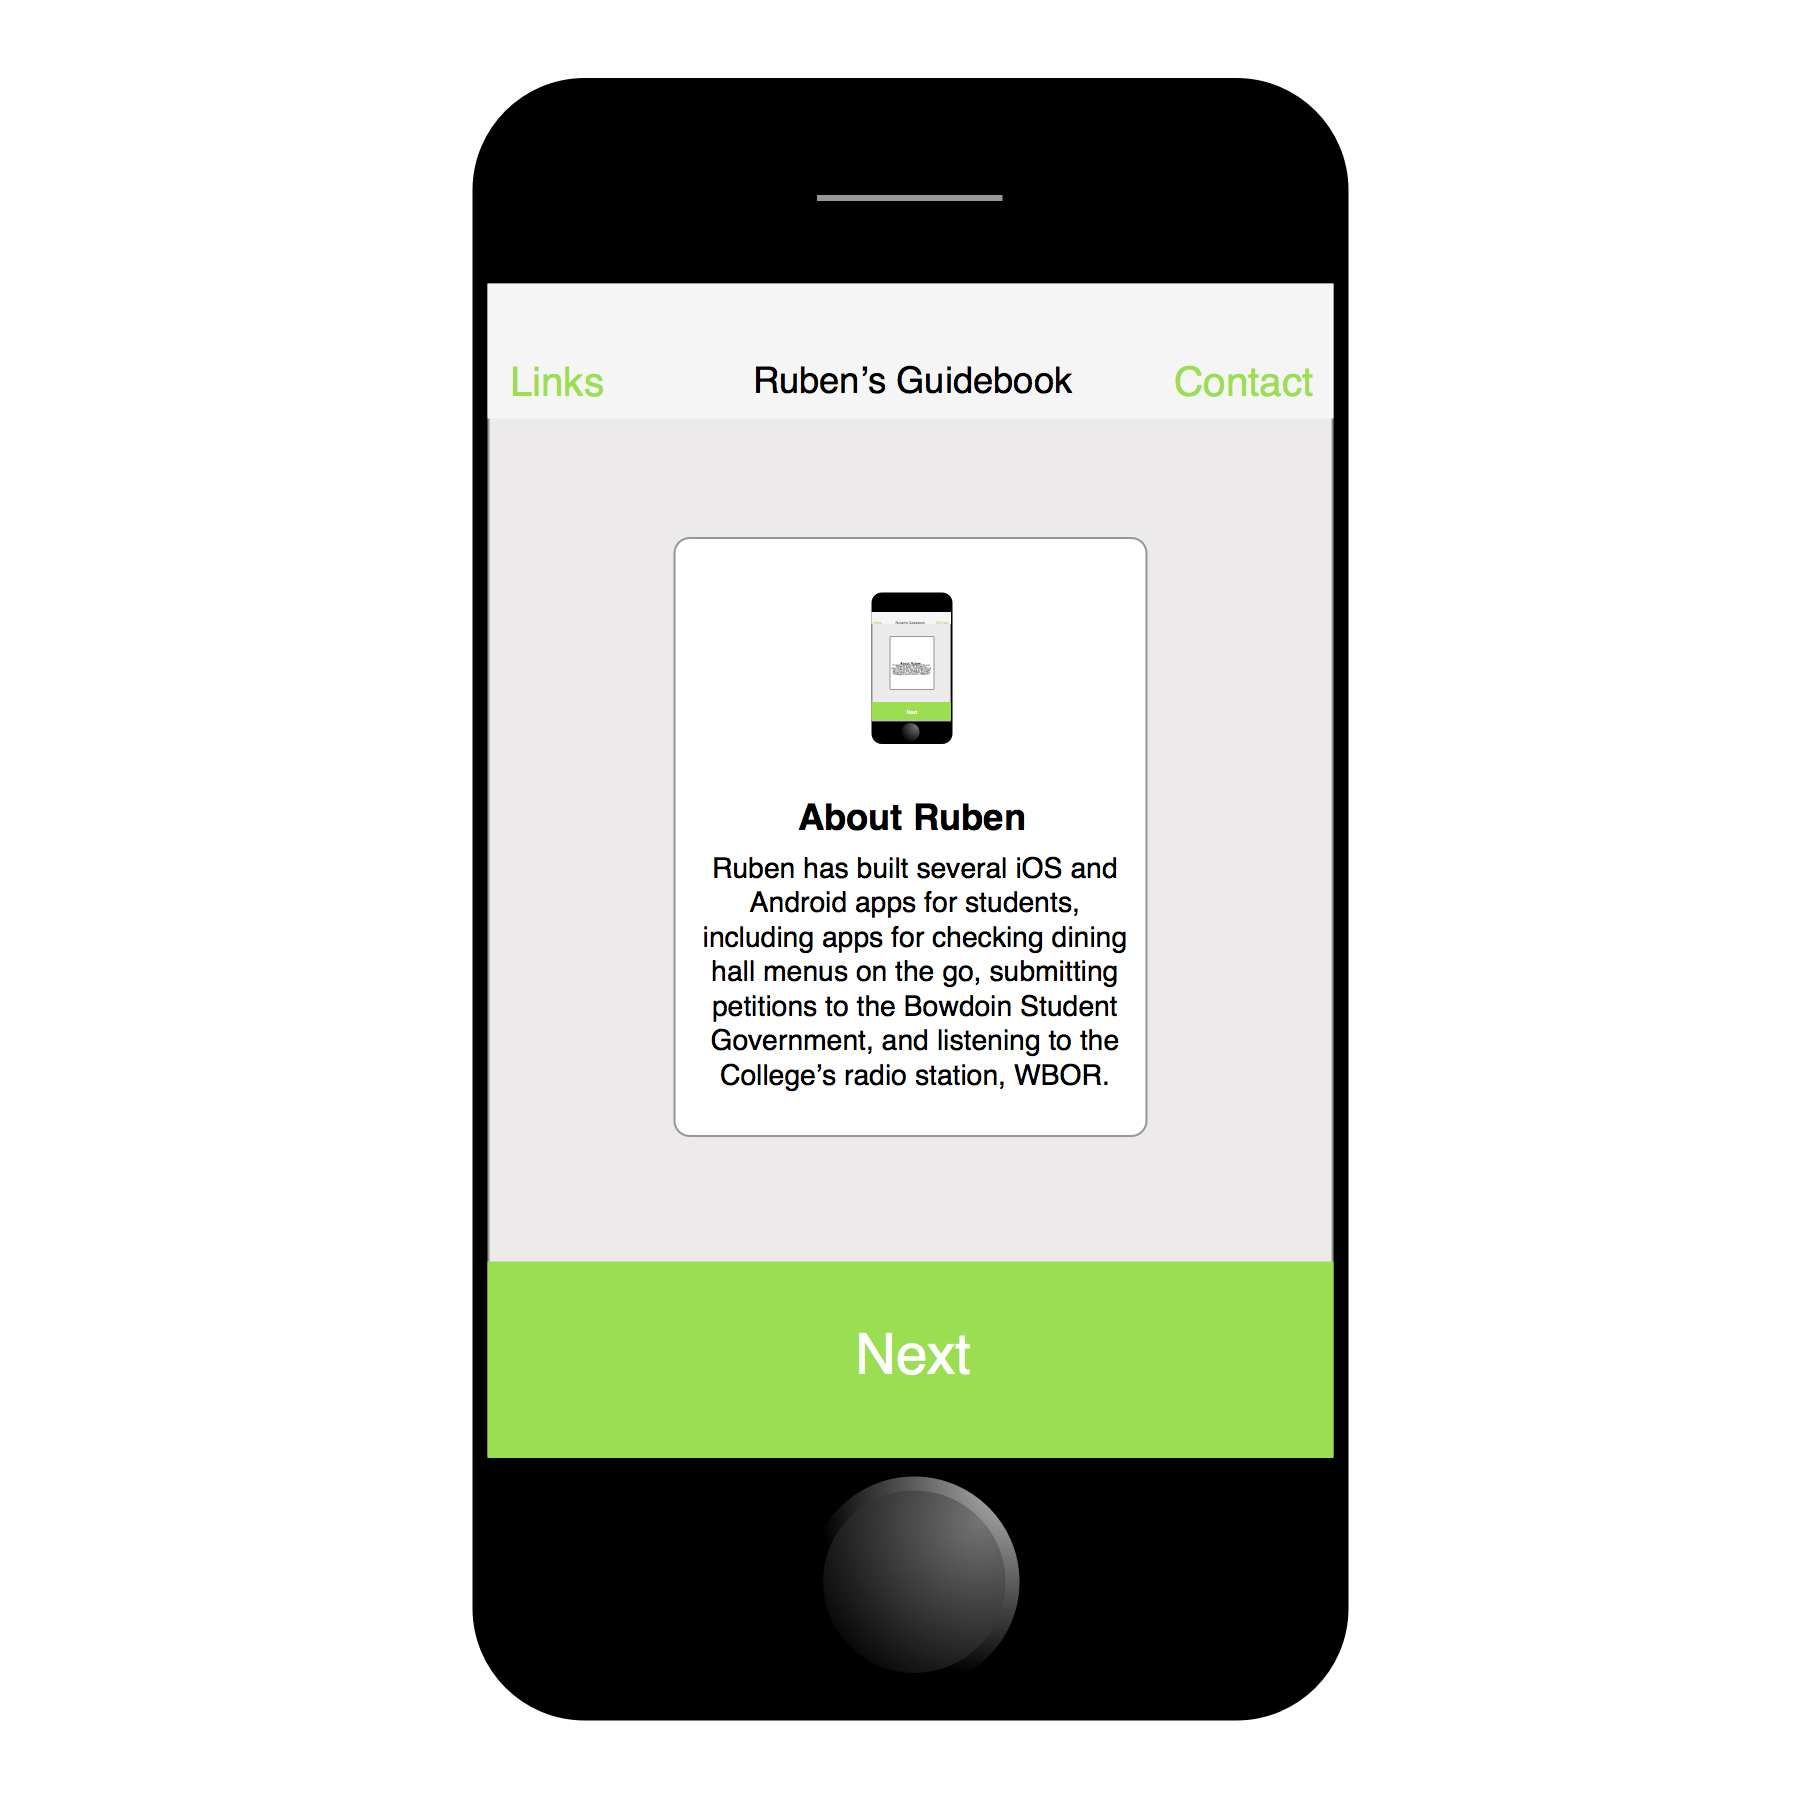 Links Ruben’s Guidebook Contact
About Ruben
Ruben has built several iOS and
Android apps for students,
including apps for checking dining
hall menus on the go, submitting
petitions to the Bowdoin Student
Government, and listening to the
College’s radio station, WBOR.
Next